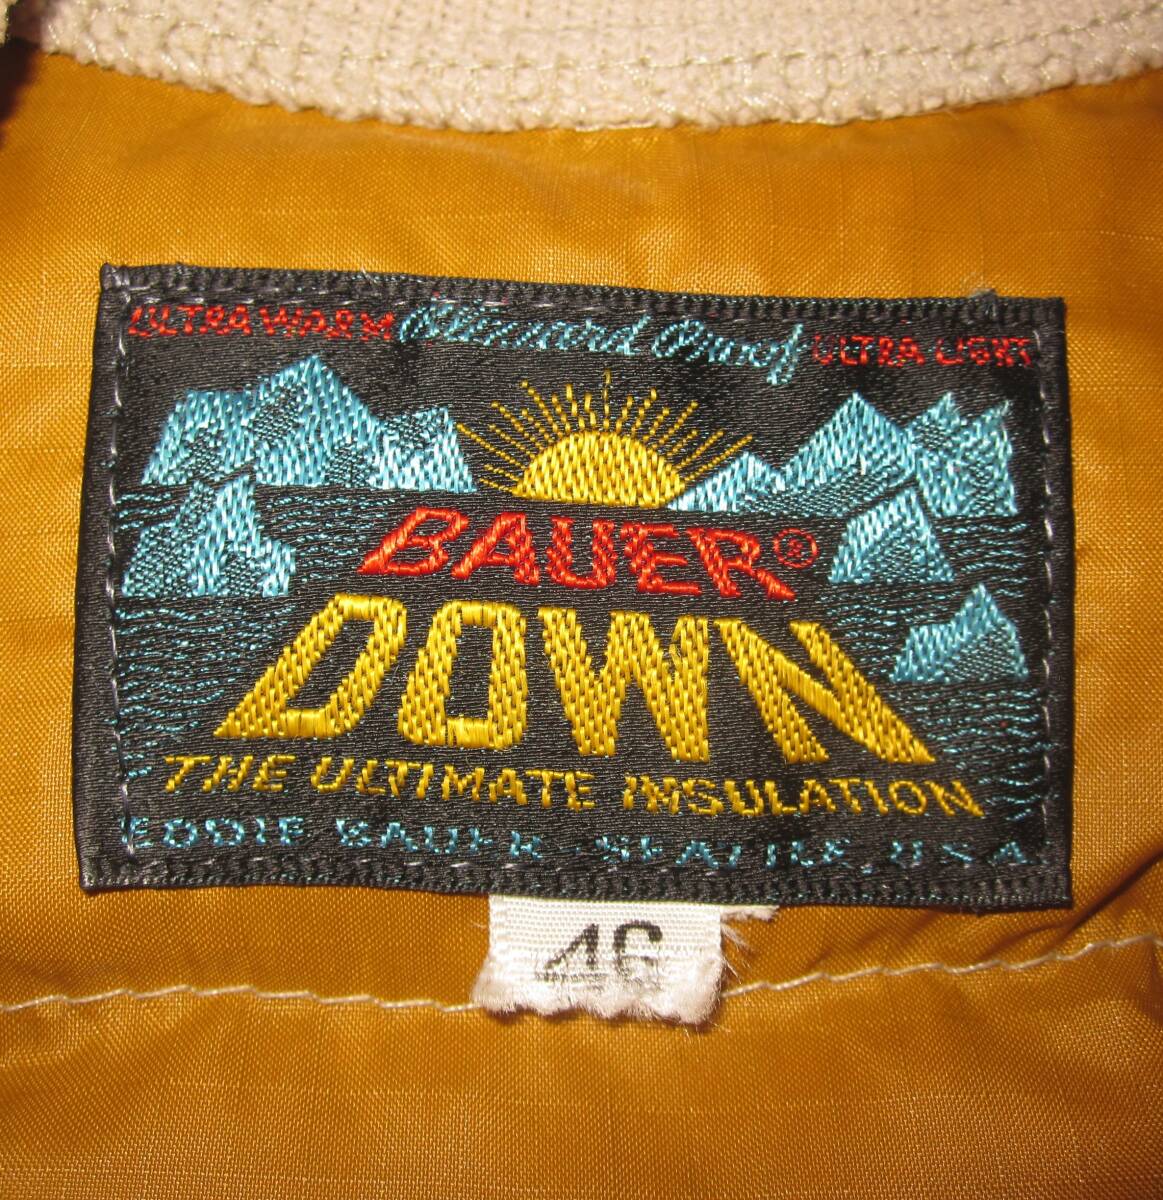 ULTRA WARM Blizzard Proof ULTRA LIGHT
BAUER®
DOWN
THE ULTIMATE INSULATION
EDDIE BAUER, SEATTLE, USA
46